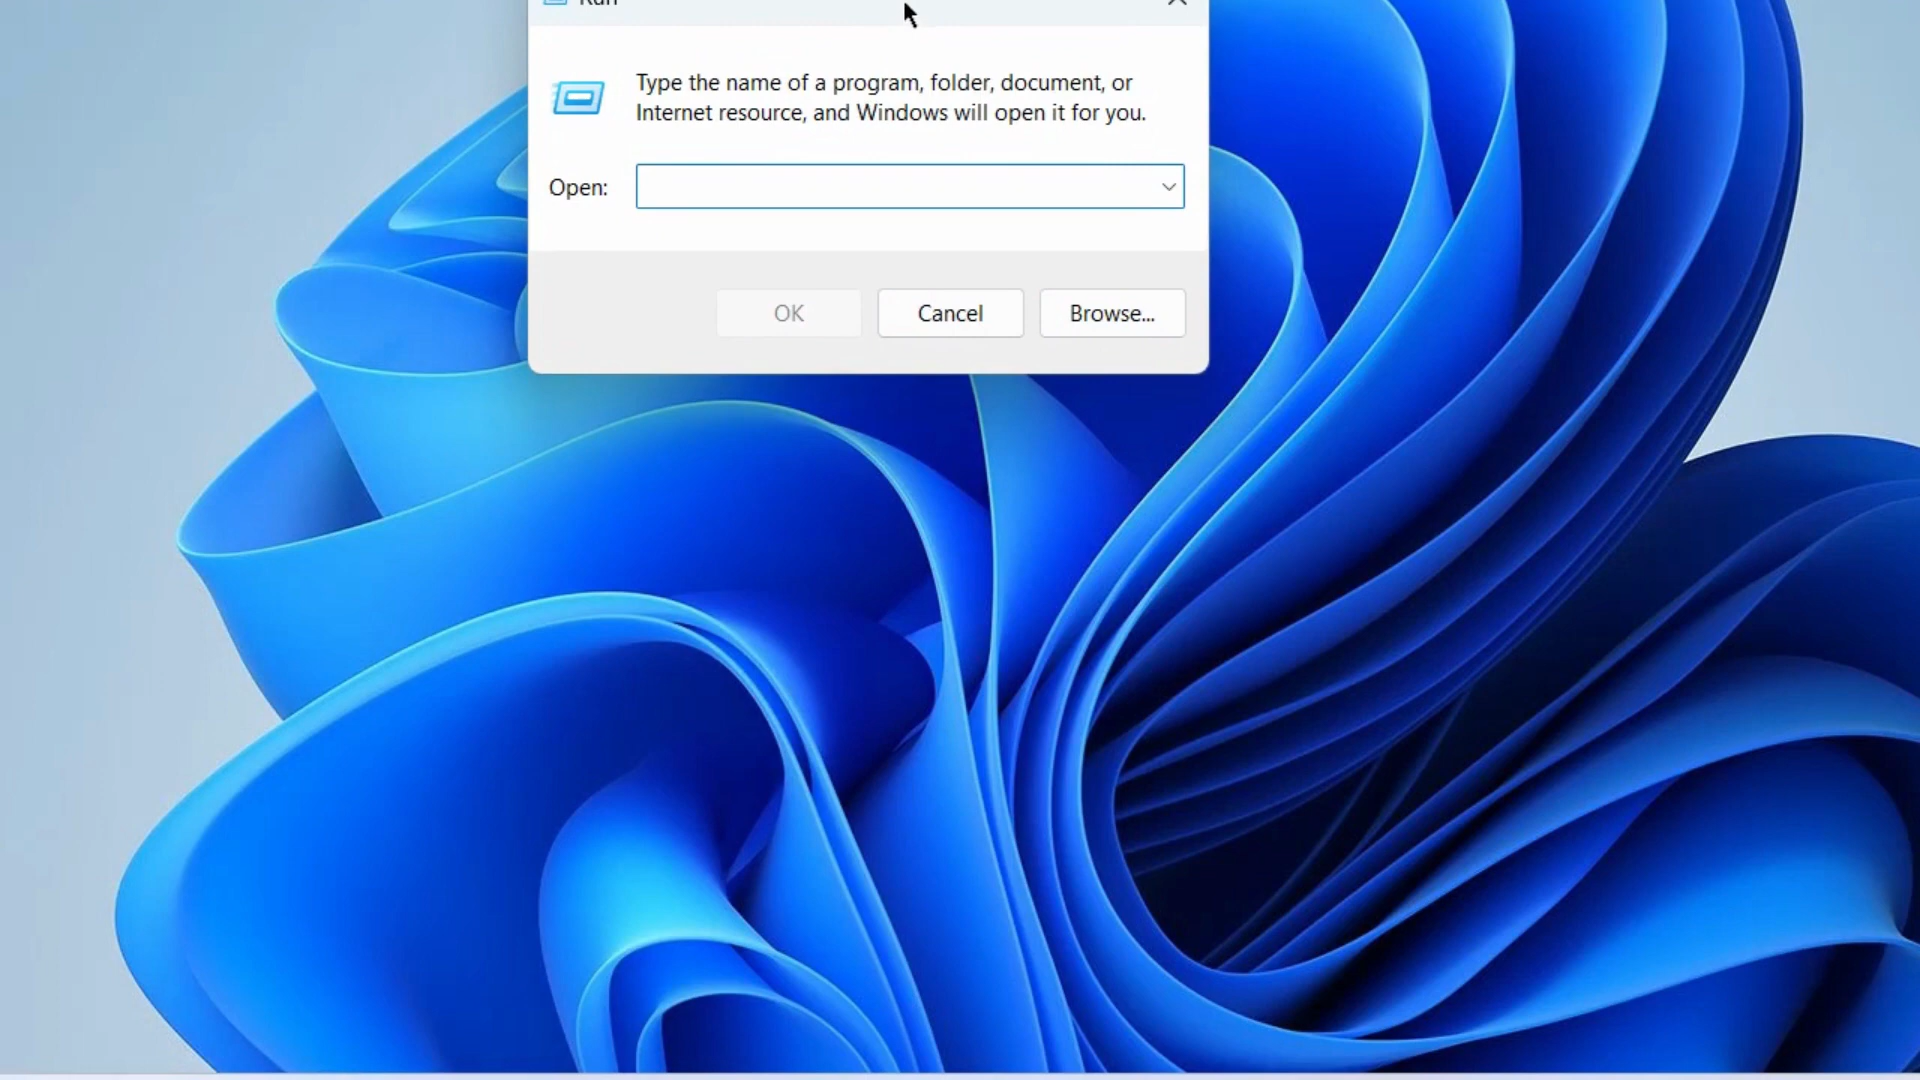 Run
Type the name of a program, folder, document, or
Internet resource, and Windows will open it for you.
Open:
OK
Cancel
Browse...